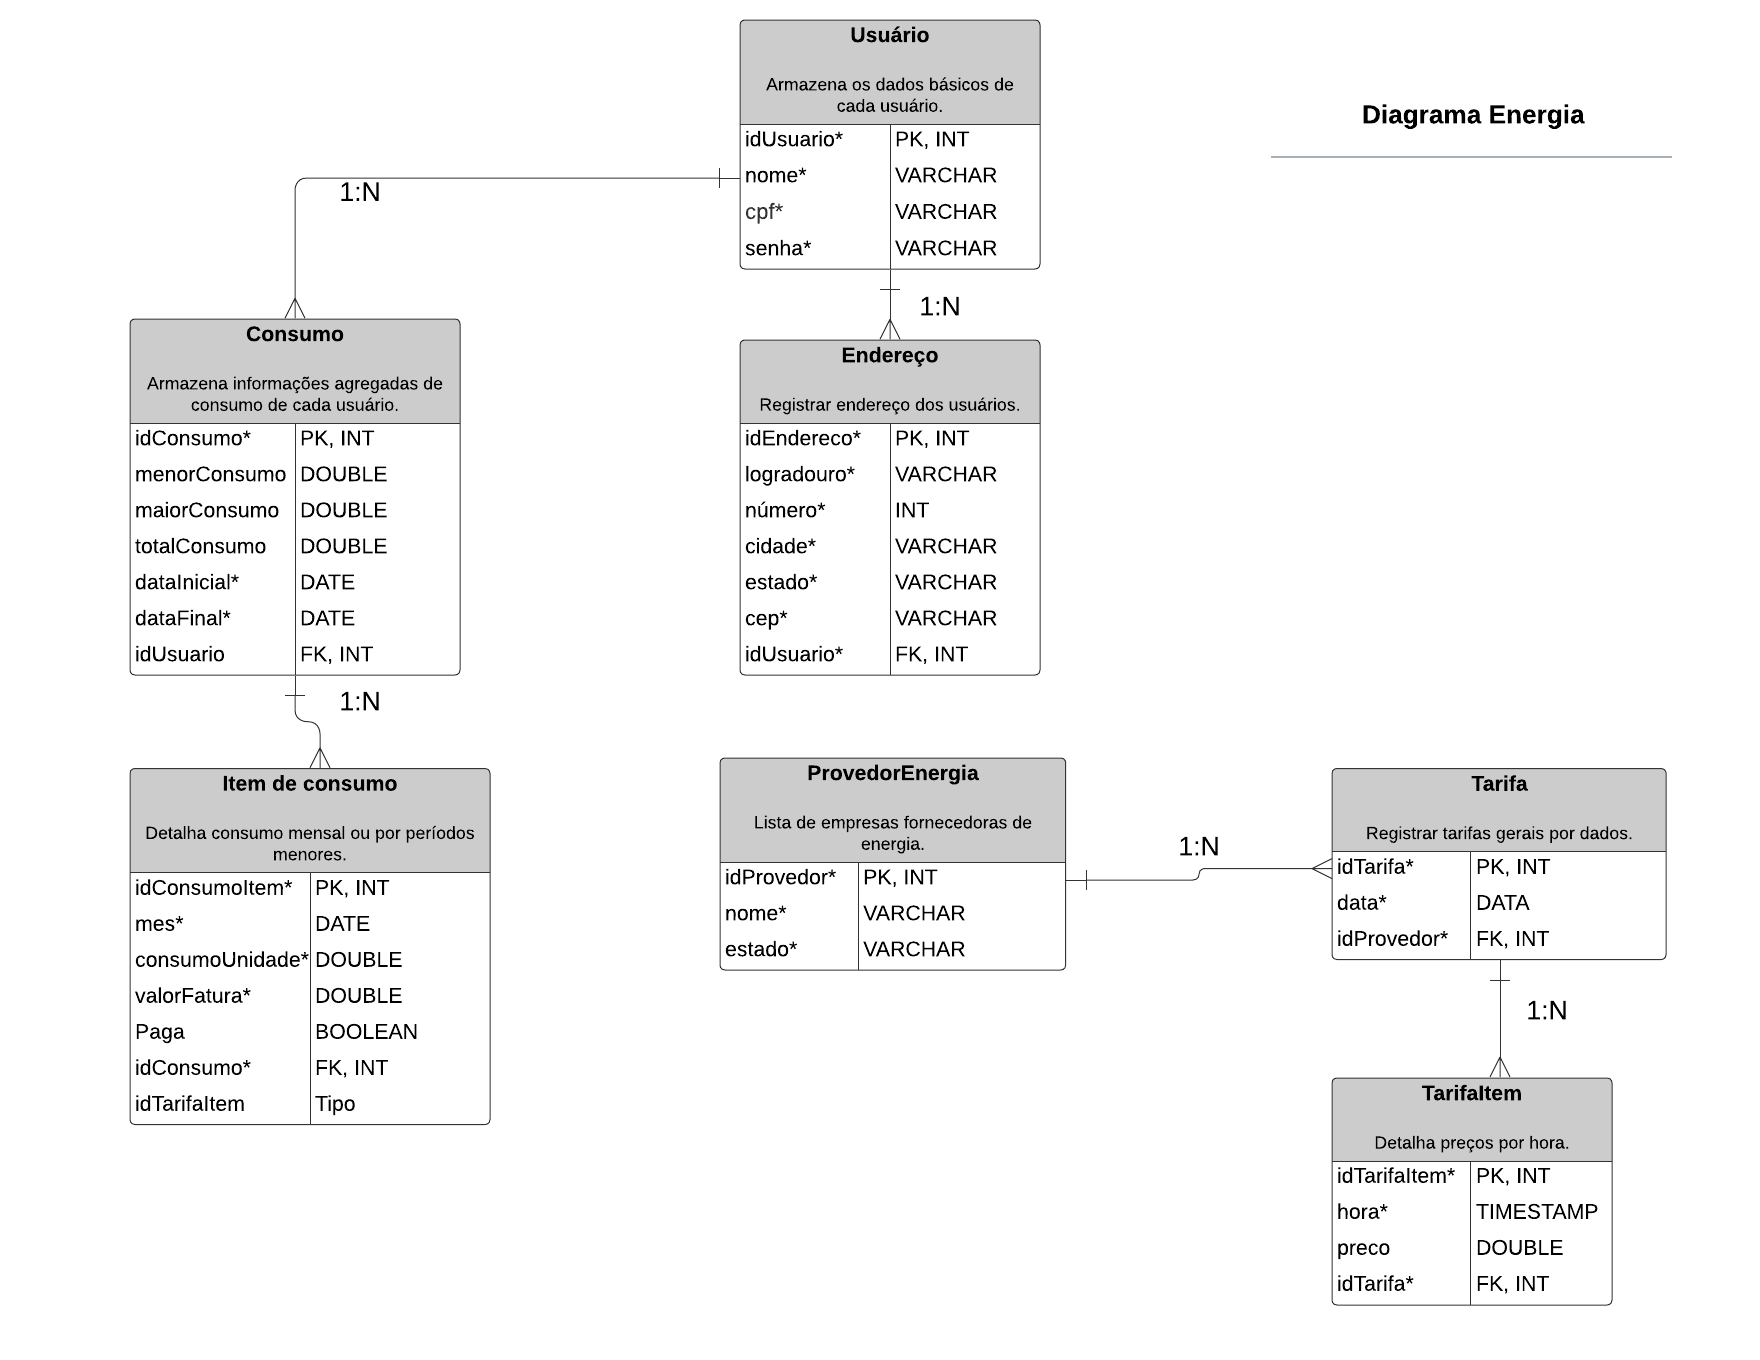 Diagrama Energia
Usuário
Armazena os dados básicos de
cada usuário.
idUsuario* PK, INT
nome* VARCHAR
cpf* VARCHAR
senha* VARCHAR
1:N
1:N
Consumo
Armazena informações agregadas de
consumo de cada usuário.
idConsumo* PK, INT
menorConsumo DOUBLE
maiorConsumo DOUBLE
totalConsumo DOUBLE
dataInicial* DATE
dataFinal* DATE
idUsuario FK, INT
Endereço
Registrar endereço dos usuários.
idEndereco* PK, INT
logradouro* VARCHAR
número* INT
cidade* VARCHAR
estado* VARCHAR
cep* VARCHAR
idUsuario* FK, INT
1:N
Item de consumo
Detalha consumo mensal ou por períodos
menores.
idConsumoItem* PK, INT
mes* DATE
consumoUnidade* DOUBLE
valorFatura* DOUBLE
Paga BOOLEAN
idConsumo* FK, INT
idTarifaItem Tipo
ProvedorEnergia
Lista de empresas fornecedoras de
energia.
idProvedor* PK, INT
nome* VARCHAR
estado* VARCHAR
1:N
Tarifa
Registrar tarifas gerais por dados.
idTarifa* PK, INT
data* DATA
idProvedor* FK, INT
1:N
TarifaItem
Detalha preços por hora.
idTarifaItem* PK, INT
hora* TIMESTAMP
preco DOUBLE
idTarifa* FK, INT